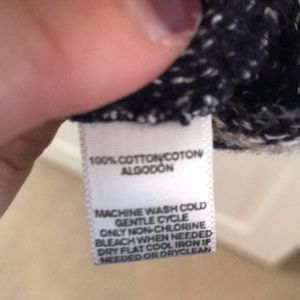 100% COTTON/COTON/
ALGODÓN
MACHINE WASH COLD
GENTLE CYCLE
ONLY NON-CHLORINE
BLEACH WHEN NEEDED
DRY FLAT COOL IRON IF
NEEDED OR DRYCLEAN